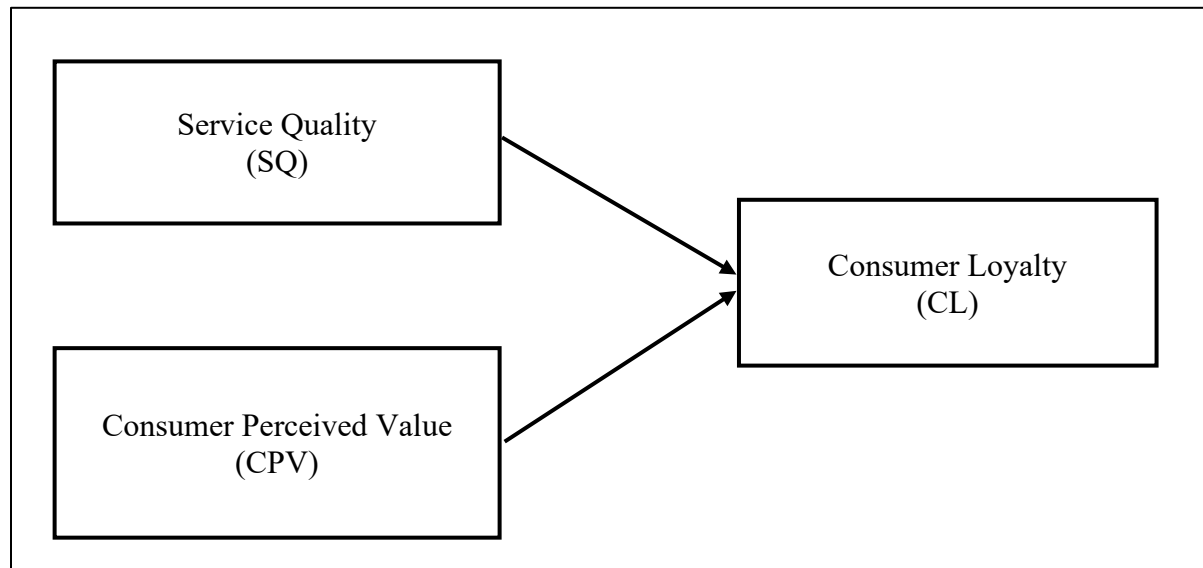 Service Quality
(SQ)
Consumer Loyalty
(CL)
Consumer Perceived Value
(CPV)